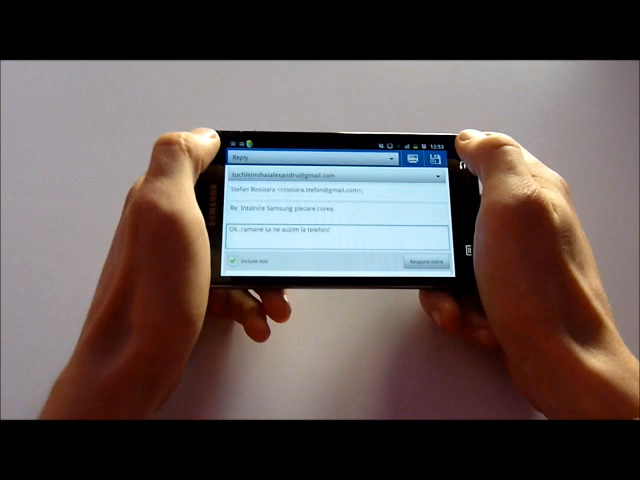 SAMSUNG
12:53
Reply
tuchleimihaialexandru@gmail.com
Stefan Rosioara <rosioara.stefan@gmail.com>,
Re: Intalnire Samsung plecare corea
Ok..ramane sa ne auzim la telefon!
Include text
Respond inline